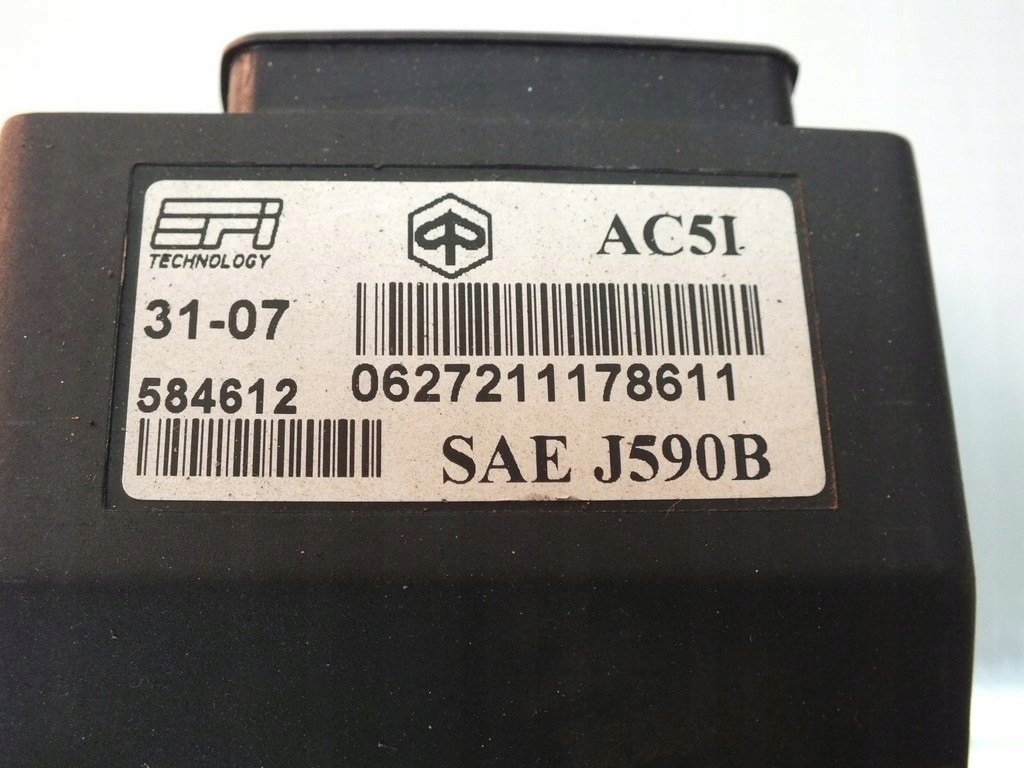 EFI
TECHNOLOGY
AC5I
31-07
0627211178611
584612
SAE J590B